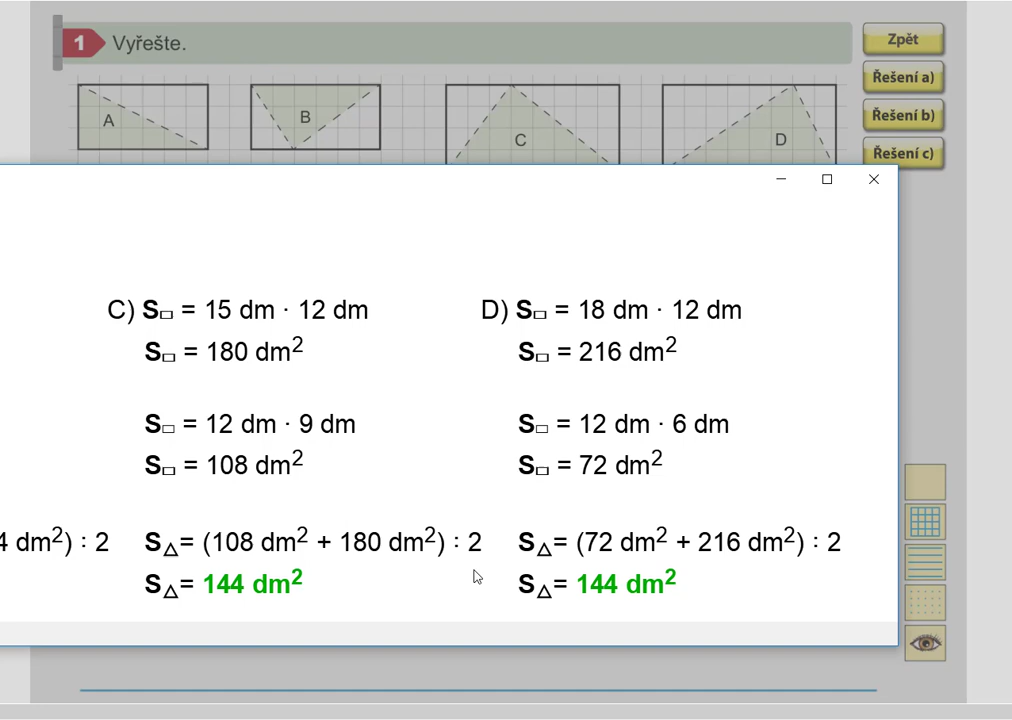 1 Vyřešte.
Zpět
Řešení a)
Řešení b)
Řešení c)
A
B
C
D
C) S□ = 15 dm · 12 dm
S□ = 180 dm²
S□ = 12 dm · 9 dm
S□ = 108 dm²
4 dm²) : 2
S△= (108 dm² + 180 dm²) : 2
S△= 144 dm²
D) S□ = 18 dm · 12 dm
S□ = 216 dm²
S□ = 12 dm · 6 dm
S□ = 72 dm²
S△= (72 dm² + 216 dm²) : 2
S△= 144 dm²